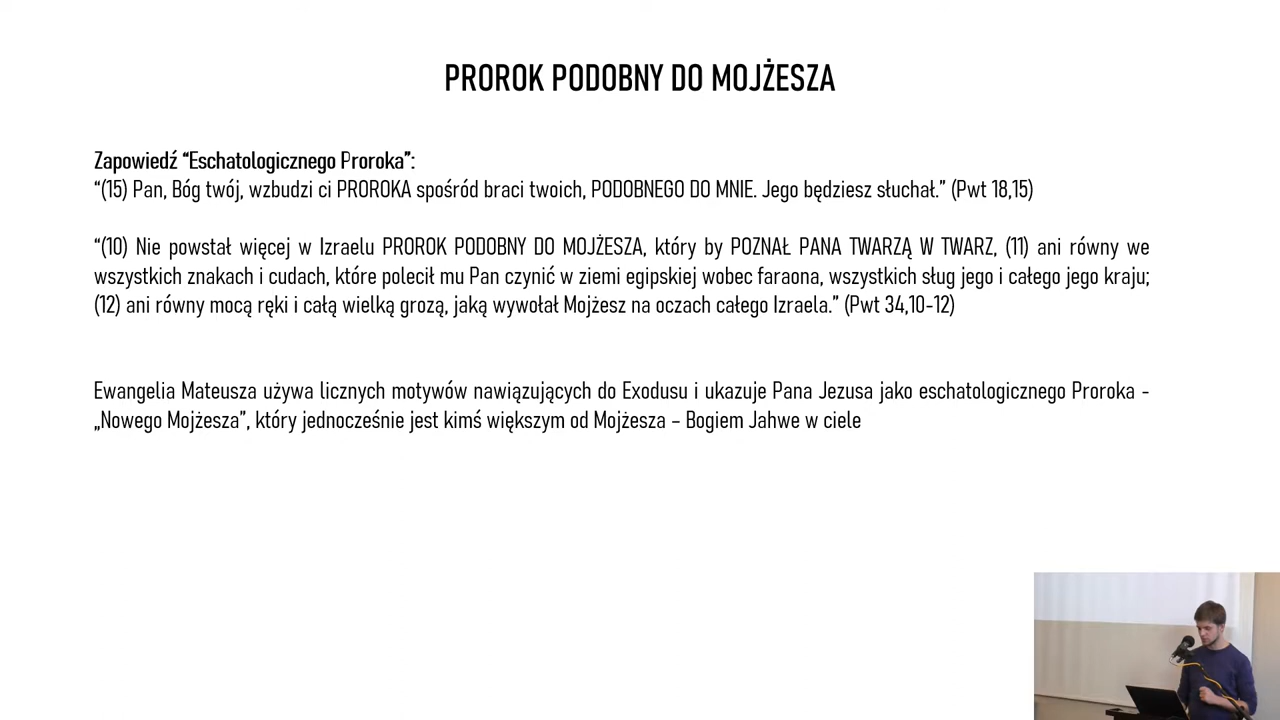 PROROK PODOBNY DO MOJŻESZA
Zapowiedź “Eschatologicznego Proroka”:
“(15) Pan, Bóg twój, wzbudzi ci PROROKA spośród braci twoich, PODOBNEGO DO MNIE. Jego będziesz słuchał.” (Pwt 18,15)
“(10) Nie powstał więcej w Izraelu PROROK PODOBNY DO MOJŻESZA, który by POZNAŁ PANA TWARZĄ W TWARZ, (11) ani równy we
wszystkich znakach i cudach, które polecił mu Pan czynić w ziemi egipskiej wobec faraona, wszystkich sług jego i całego jego kraju;
(12) ani równy mocą ręki i całą wielką grozą, jaką wywołał Mojżesz na oczach całego Izraela.” (Pwt 34,10-12)
Ewangelia Mateusza używa licznych motywów nawiązujących do Exodusu i ukazuje Pana Jezusa jako eschatologicznego Proroka -
„Nowego Mojżesza”, który jednocześnie jest kimś większym od Mojżesza – Bogiem Jahwe w ciele